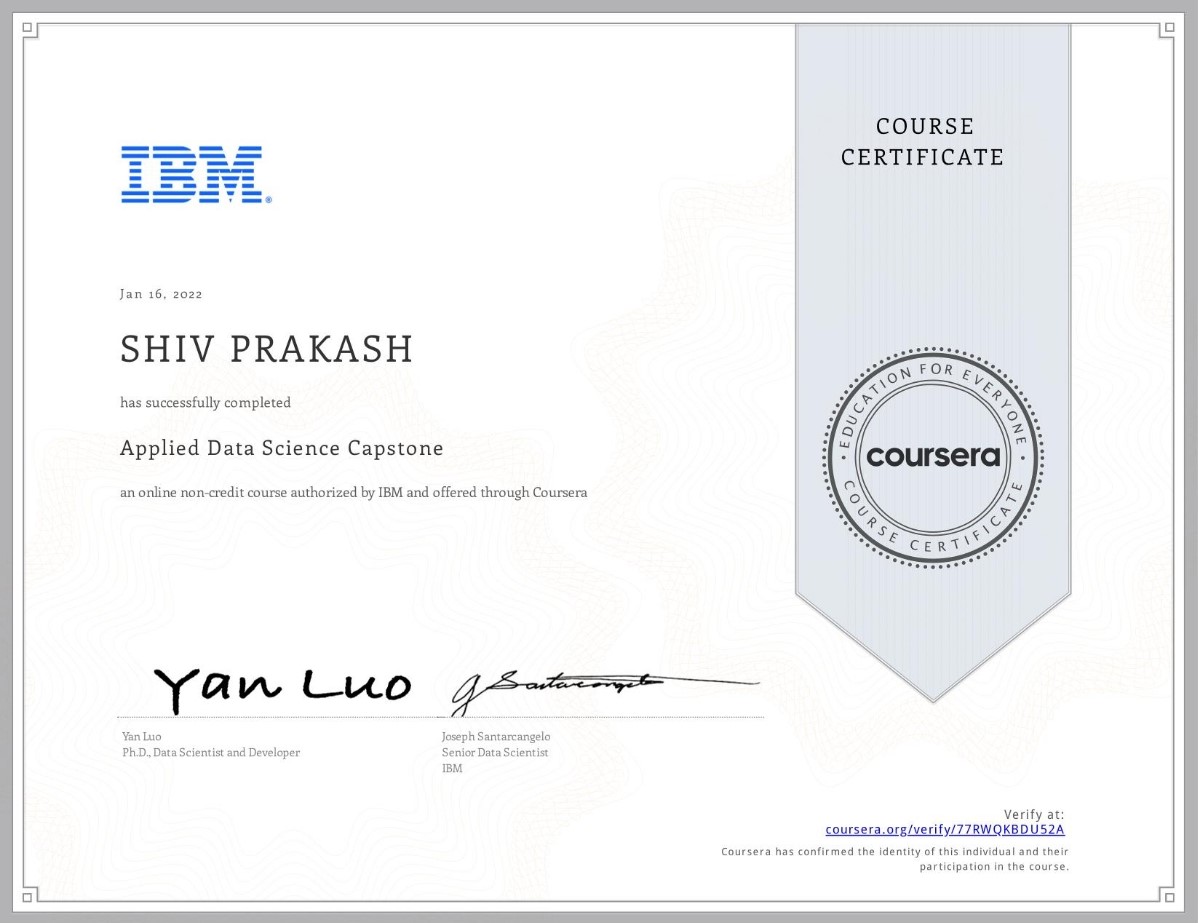 COURSE
CERTIFICATE
IBM®
Jan 16, 2022
SHIV PRAKASH
has successfully completed
Applied Data Science Capstone
an online non-credit course authorized by IBM and offered through Coursera
EDUCATION FOR EVERYONE
coursera
COURSE CERTIFICATE
Yan Luo
J Santarcangelo
Yan Luo
Ph.D., Data Scientist and Developer
Joseph Santarcangelo
Senior Data Scientist
IBM
Verify at:
coursera.org/verify/77RWQKBDU52A
Coursera has confirmed the identity of this individual and their
participation in the course.